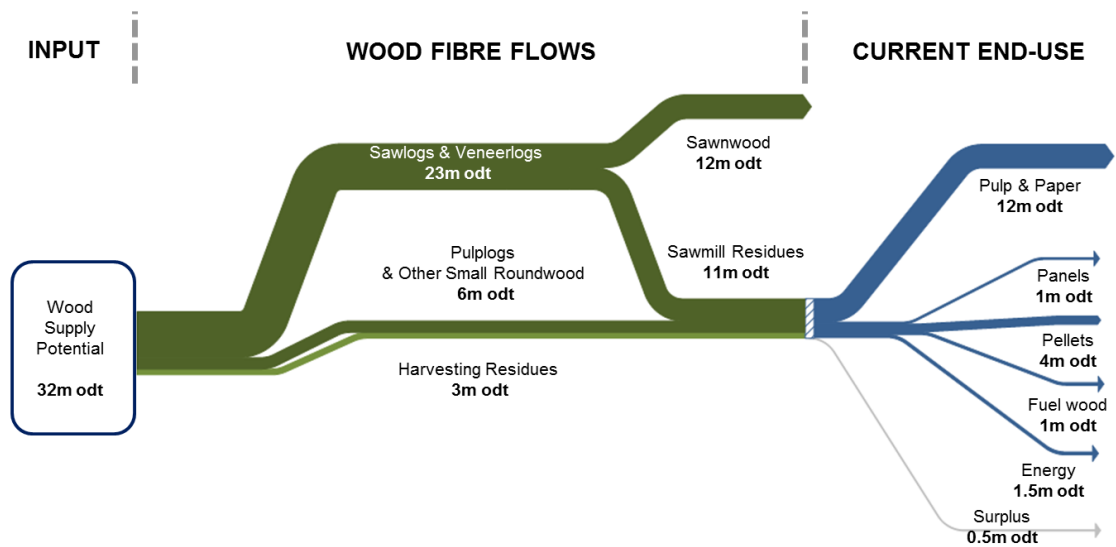 INPUT
WOOD FIBRE FLOWS
CURRENT END-USE
Wood
Supply
Potential
32m odt
Sawlogs & Veneerlogs
23m odt
Sawnwood
12m odt
Pulplogs
& Other Small Roundwood
6m odt
Sawmill Residues
11m odt
Harvesting Residues
3m odt
Pulp & Paper
12m odt
Panels
1m odt
Pellets
4m odt
Fuel wood
1m odt
Energy
1.5m odt
Surplus
0.5m odt